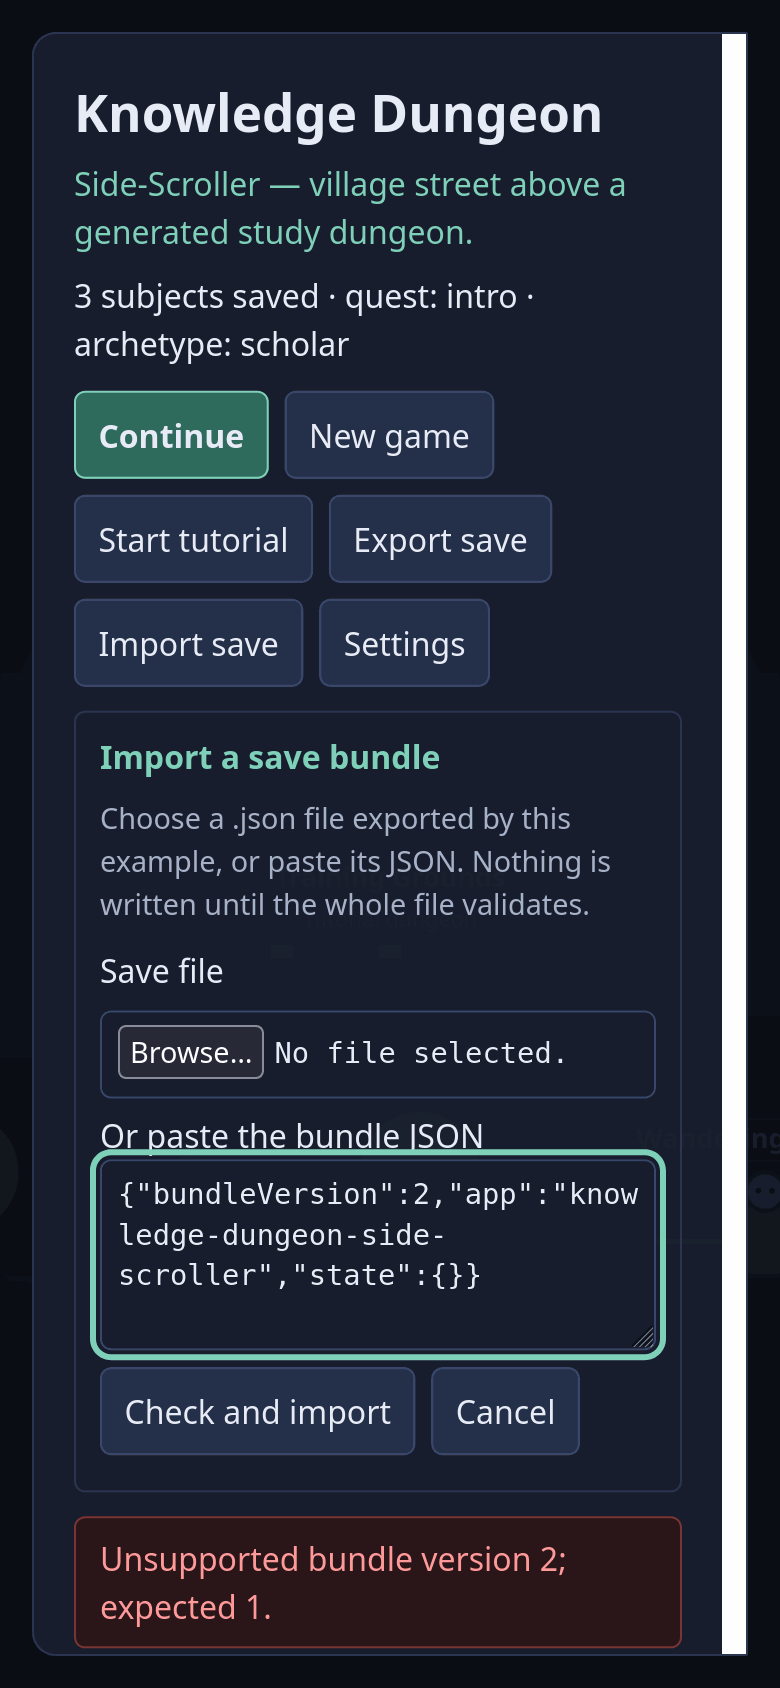 Knowledge Dungeon
Side-Scroller — village street above a
generated study dungeon.
3 subjects saved · quest: intro ·
archetype: scholar
Continue
New game
Start tutorial
Export save
Import save
Settings
Import a save bundle
Choose a .json file exported by this
example, or paste its JSON. Nothing is
written until the whole file validates.
Save file
Browse...
No file selected.
Or paste the bundle JSON
{"bundleVersion":2,"app":"know
ledge-dungeon-side-
scroller","state":{}}
Check and import
Cancel
Unsupported bundle version 2;
expected 1.